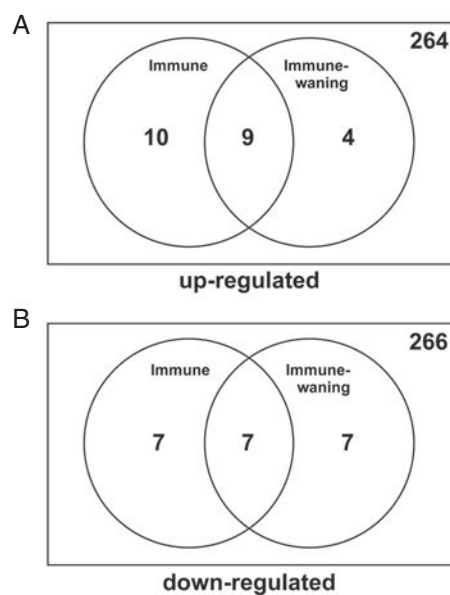 A
264
Immune
Immune-
waning
10 9 4
up-regulated
B
266
Immune
Immune-
waning
7 7 7
down-regulated